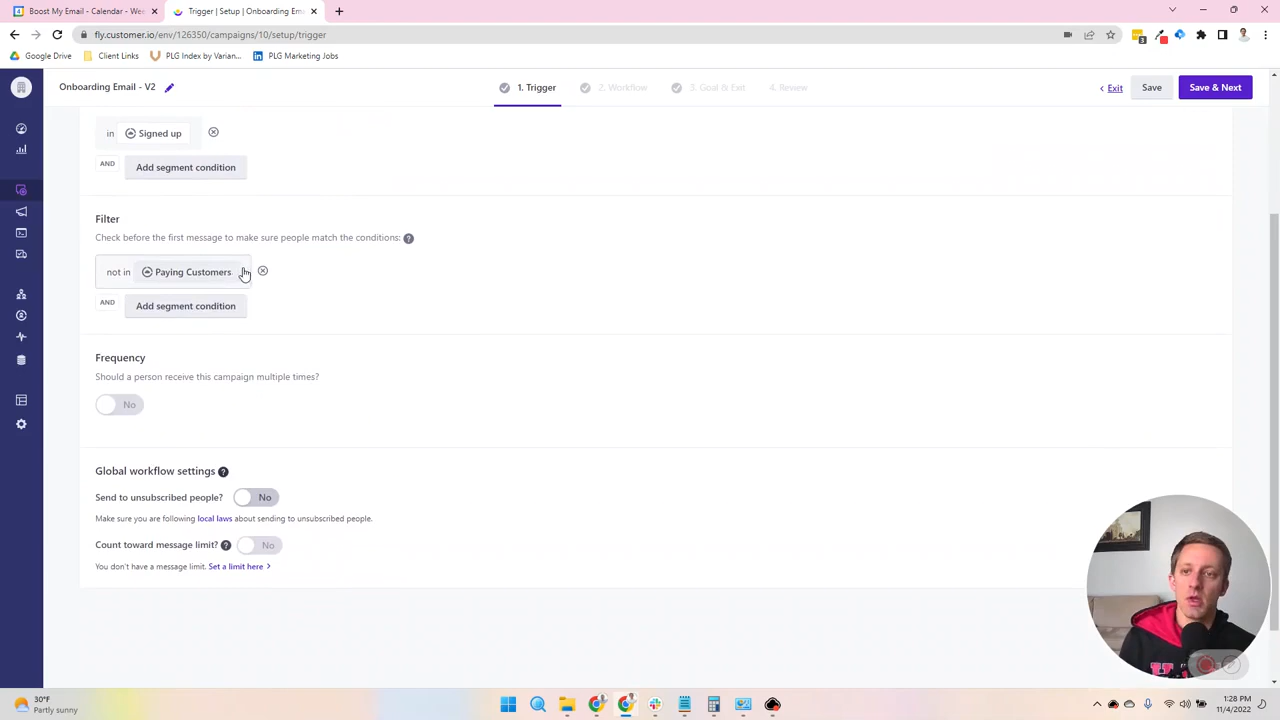 Boost My Email - Calendar - Wee
Trigger | Setup | Onboarding Ema
fly.customer.io/env/126350/campaigns/10/setup/trigger
3
Google Drive
Client Links
PLG Index by Varian...
PLG Marketing Jobs
Onboarding Email - V2
1. Trigger
2. Workflow
3. Goal & Exit
4. Review
Exit
Save
Save & Next
in Signed up
AND
Add segment condition
Filter
Check before the first message to make sure people match the conditions: ?
not in Paying Customers
AND
Add segment condition
Frequency
Should a person receive this campaign multiple times?
No
Global workflow settings ?
Send to unsubscribed people? No
Make sure you are following local laws about sending to unsubscribed people.
Count toward message limit? ? No
You don't have a message limit. Set a limit here >
30°F
Partly sunny
1:28 PM
11/4/2022